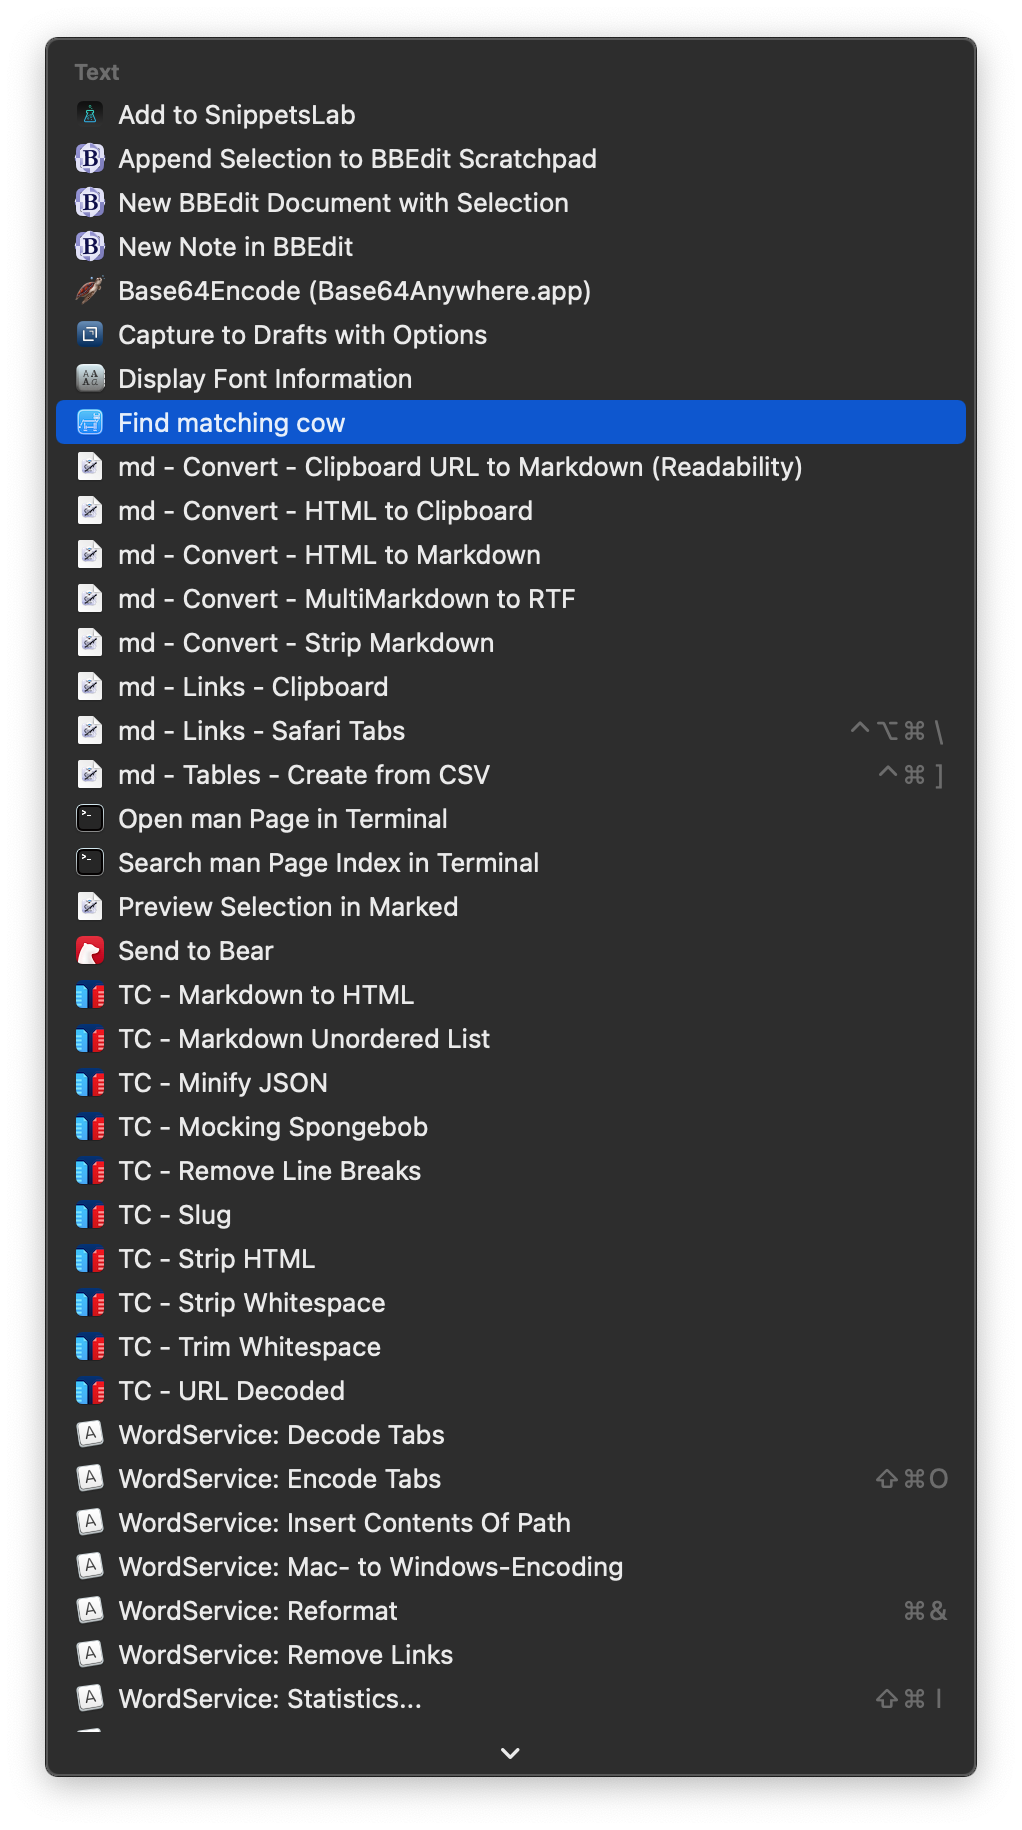 Text
Add to SnippetsLab
Append Selection to BBEdit Scratchpad
New BBEdit Document with Selection
New Note in BBEdit
Base64Encode (Base64Anywhere.app)
Capture to Drafts with Options
Display Font Information
Find matching cow
md - Convert - Clipboard URL to Markdown (Readability)
md - Convert - HTML to Clipboard
md - Convert - HTML to Markdown
md - Convert - MultiMarkdown to RTF
md - Convert - Strip Markdown
md - Links - Clipboard
md - Links - Safari Tabs ⌃⌥⌘\
md - Tables - Create from CSV ⌃⌘]
Open man Page in Terminal
Search man Page Index in Terminal
Preview Selection in Marked
Send to Bear
TC - Markdown to HTML
TC - Markdown Unordered List
TC - Minify JSON
TC - Mocking Spongebob
TC - Remove Line Breaks
TC - Slug
TC - Strip HTML
TC - Strip Whitespace
TC - Trim Whitespace
TC - URL Decoded
WordService: Decode Tabs
WordService: Encode Tabs ⇧⌘O
WordService: Insert Contents Of Path
WordService: Mac- to Windows-Encoding
WordService: Reformat ⌘&
WordService: Remove Links
WordService: Statistics... ⇧⌘I